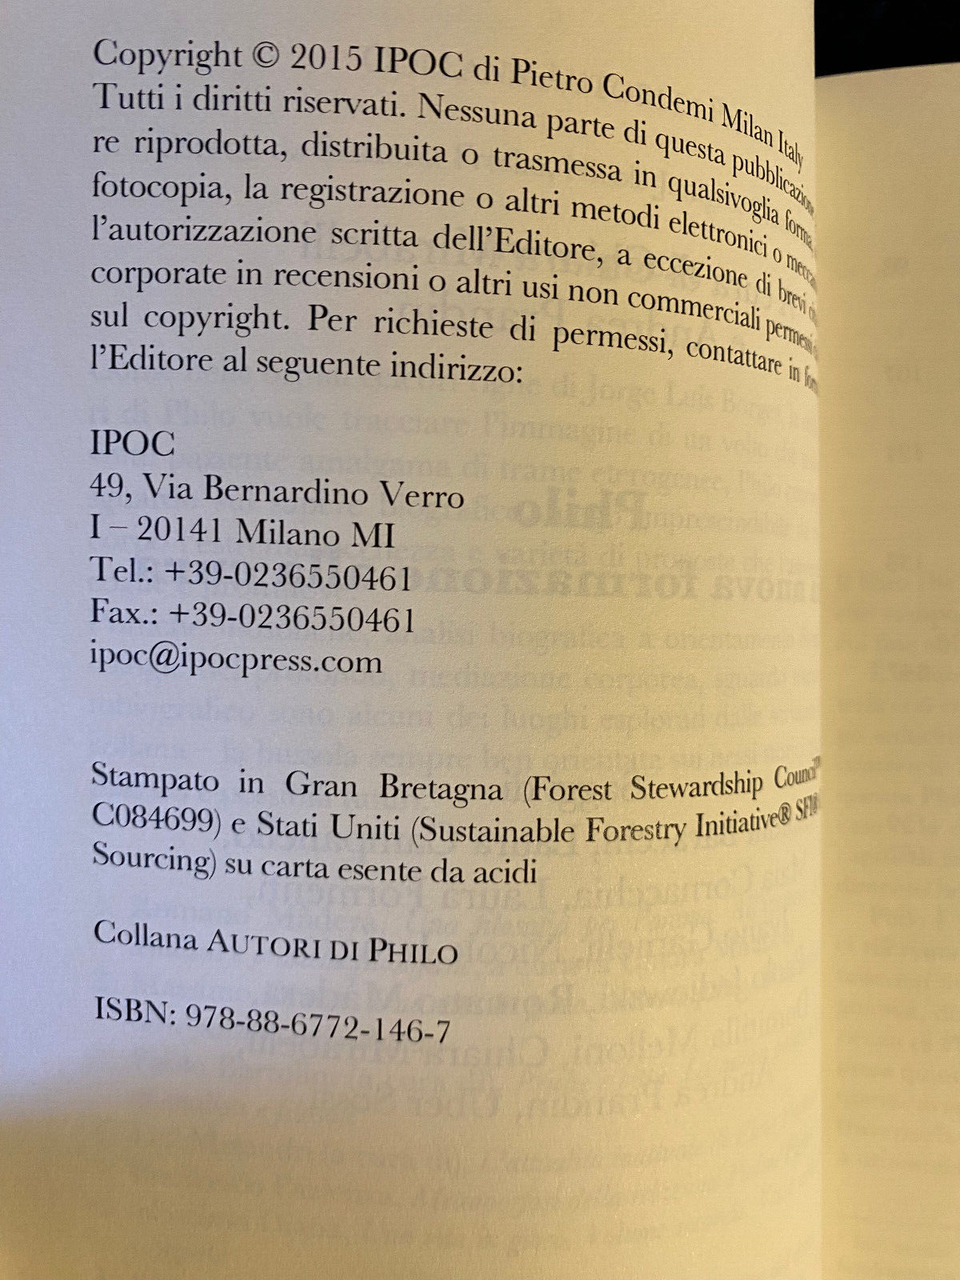 Copyright © 2015 IPOC di Pietro Condemi Milan Italy
Tutti i diritti riservati. Nessuna parte di questa pubblicazione
re riprodotta, distribuita o trasmessa in qualsivoglia forma,
fotocopia, la registrazione o altri metodi elettronici o
l'autorizzazione scritta dell'Editore, a eccezione di brevi
corporate in recensioni o altri usi non commerciali permessi
sul copyright. Per richieste di permessi, contattare in
l'Editore al seguente indirizzo:
IPOC
49, Via Bernardino Verro
I – 20141 Milano MI
Tel.: +39-0236550461
Fax.: +39-0236550461
ipoc@ipocpress.com
Stampato in Gran Bretagna (Forest Stewardship Council™
C084699) e Stati Uniti (Sustainable Forestry Initiative®
Sourcing) su carta esente da acidi
Collana AUTORI DI PHILO
ISBN: 978-88-6772-146-7